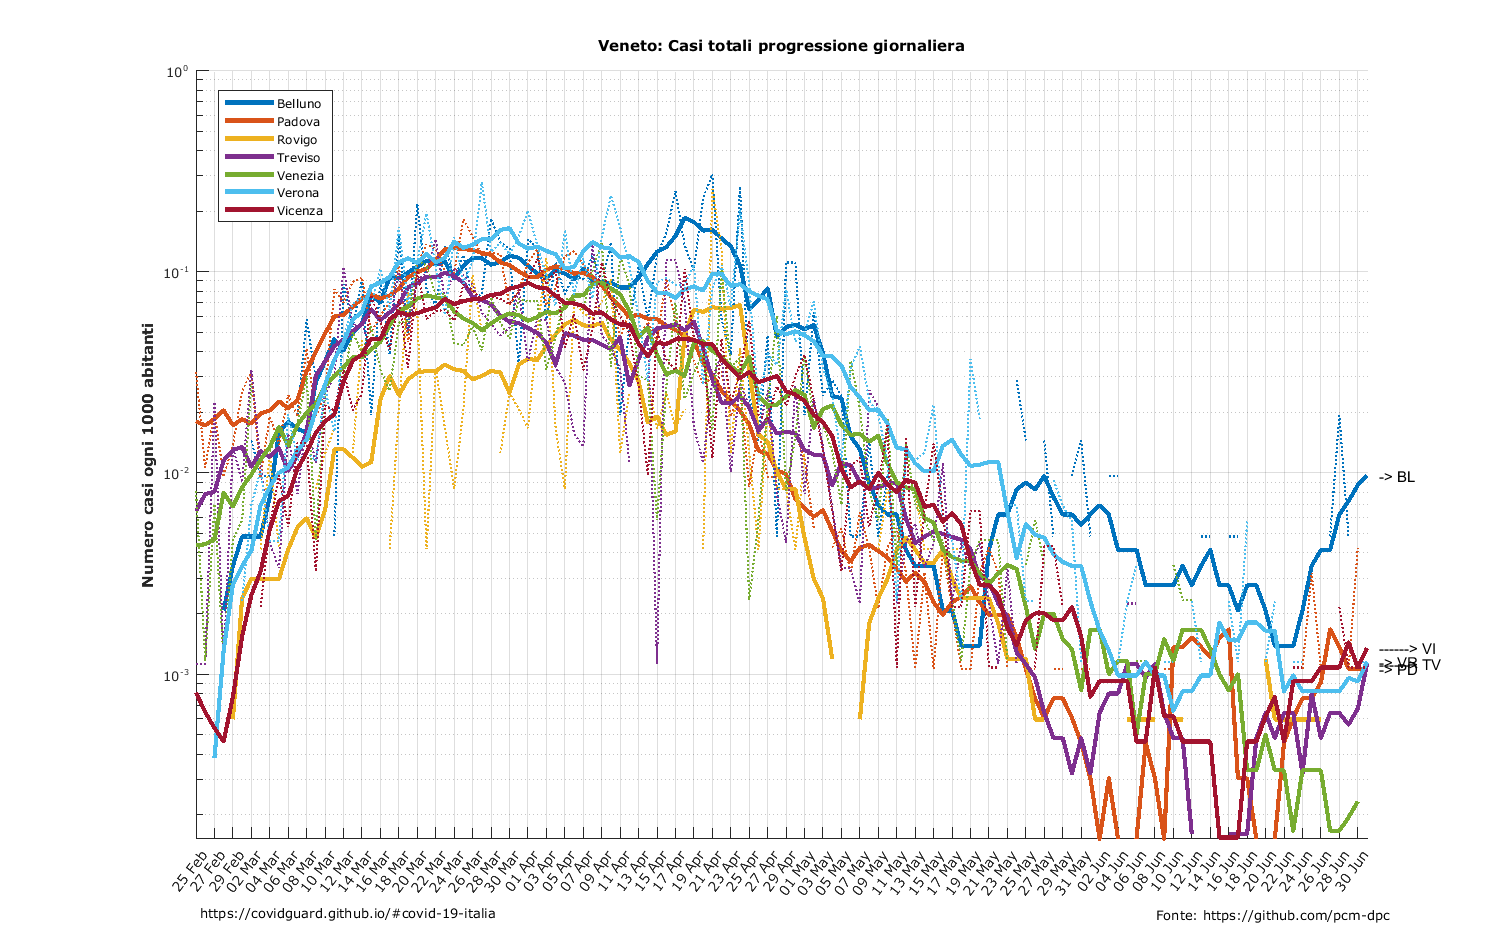 Veneto: Casi totali progressione giornaliera
10^0
10^-1
10^-2
10^-3
Numero casi ogni 1000 abitanti
Belluno
Padova
Rovigo
Treviso
Venezia
Verona
Vicenza
-> BL
------> VI
TV
-> PD
25 Feb
27 Feb
29 Feb
02 Mar
04 Mar
06 Mar
08 Mar
10 Mar
12 Mar
14 Mar
16 Mar
18 Mar
20 Mar
22 Mar
24 Mar
26 Mar
28 Mar
30 Mar
01 Apr
03 Apr
05 Apr
07 Apr
09 Apr
11 Apr
13 Apr
15 Apr
17 Apr
19 Apr
21 Apr
23 Apr
25 Apr
27 Apr
29 Apr
01 May
03 May
05 May
07 May
09 May
11 May
13 May
15 May
17 May
19 May
21 May
23 May
25 May
27 May
29 May
31 May
02 Jun
04 Jun
06 Jun
08 Jun
10 Jun
12 Jun
14 Jun
16 Jun
18 Jun
20 Jun
22 Jun
24 Jun
26 Jun
28 Jun
30 Jun
https://covidguard.github.io/#covid-19-italia
Fonte: https://github.com/pcm-dpc